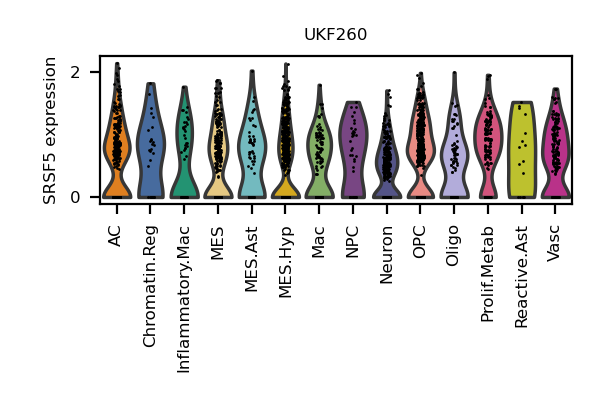 UKF260
SRSF5 expression
2
0
AC
Chromatin.Reg
Inflammatory.Mac
MES
MES.Ast
MES.Hyp
Mac
NPC
Neuron
OPC
Oligo
Prolif.Metab
Reactive.Ast
Vasc